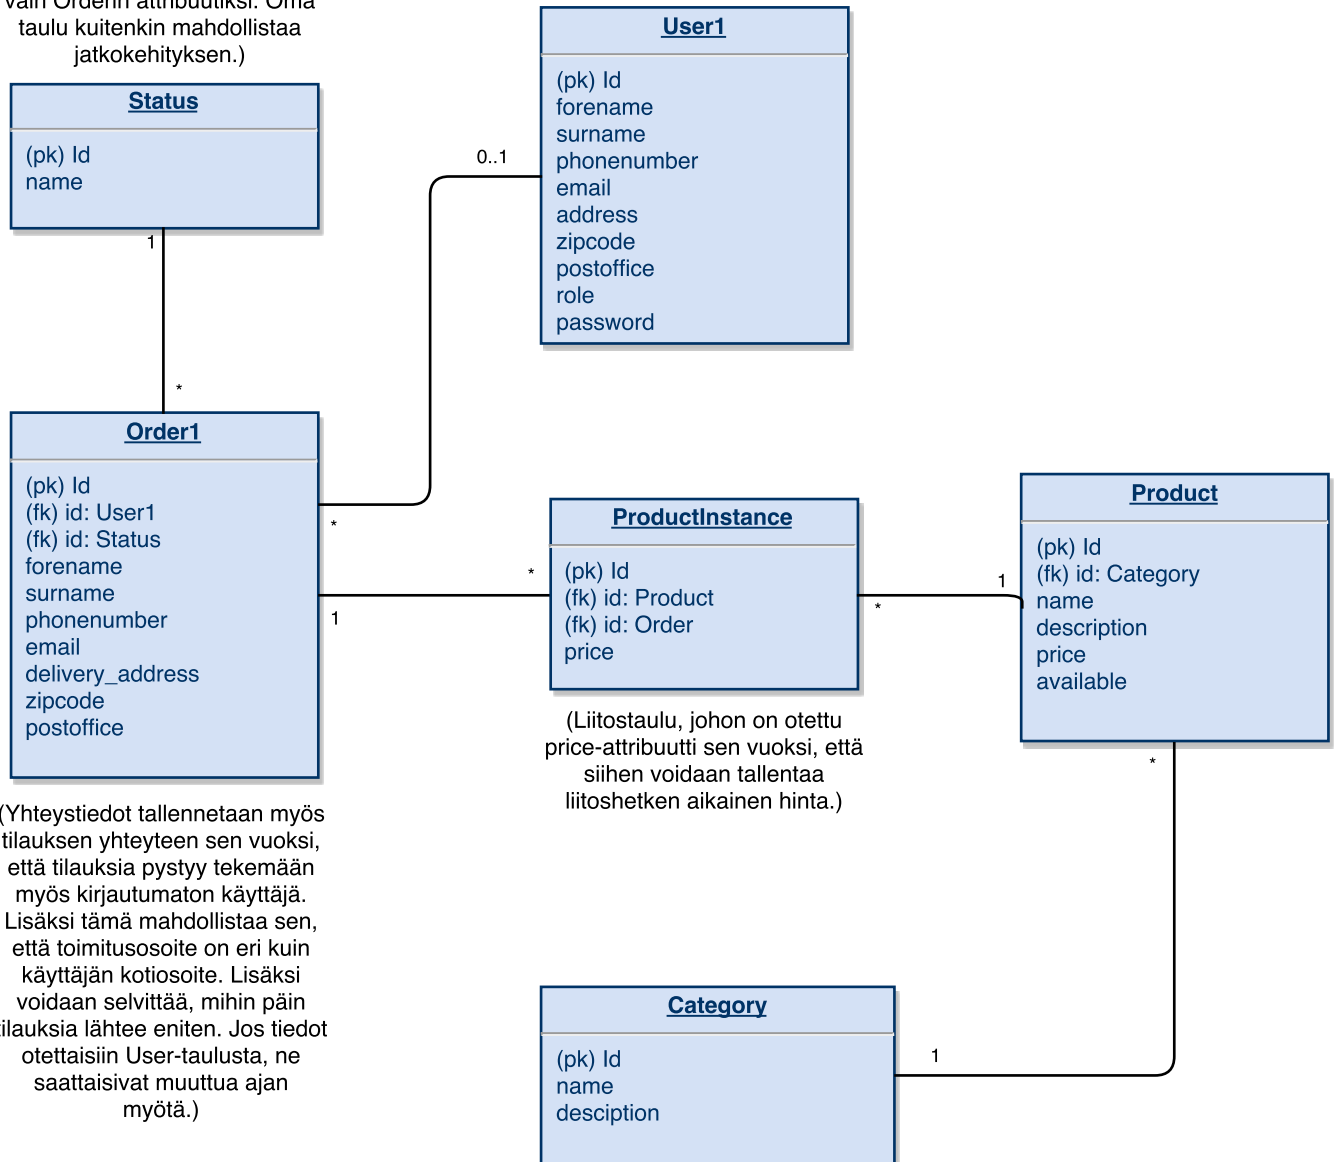 vain Orderin attribuutiksi. Oma
taulu kuitenkin mahdollistaa
jatkokehityksen.)
Status
(pk) Id
name
1
*
User1
(pk) Id
forename
surname
phonenumber
email
address
zipcode
postoffice
role
password
0..1
*
Order1
(pk) Id
(fk) id: User1
(fk) id: Status
forename
surname
phonenumber
email
delivery_address
zipcode
postoffice
1
*
(Yhteystiedot tallennetaan myös
tilauksen yhteyteen sen vuoksi,
että tilauksia pystyy tekemään
myös kirjautumaton käyttäjä.
Lisäksi tämä mahdollistaa sen,
että toimitusosoite on eri kuin
käyttäjän kotiosoite. Lisäksi
voidaan selvittää, mihin päin
tilauksia lähtee eniten. Jos tiedot
otettaisiin User-taulusta, ne
saattaisivat muuttua ajan
myötä.)
ProductInstance
(pk) Id
(fk) id: Product
(fk) id: Order
price
*
1
(Liitostaulu, johon on otettu
price-attribuutti sen vuoksi, että
siihen voidaan tallentaa
liitoshetken aikainen hinta.)
Product
(pk) Id
(fk) id: Category
name
description
price
available
*
1
Category
(pk) Id
name
desciption